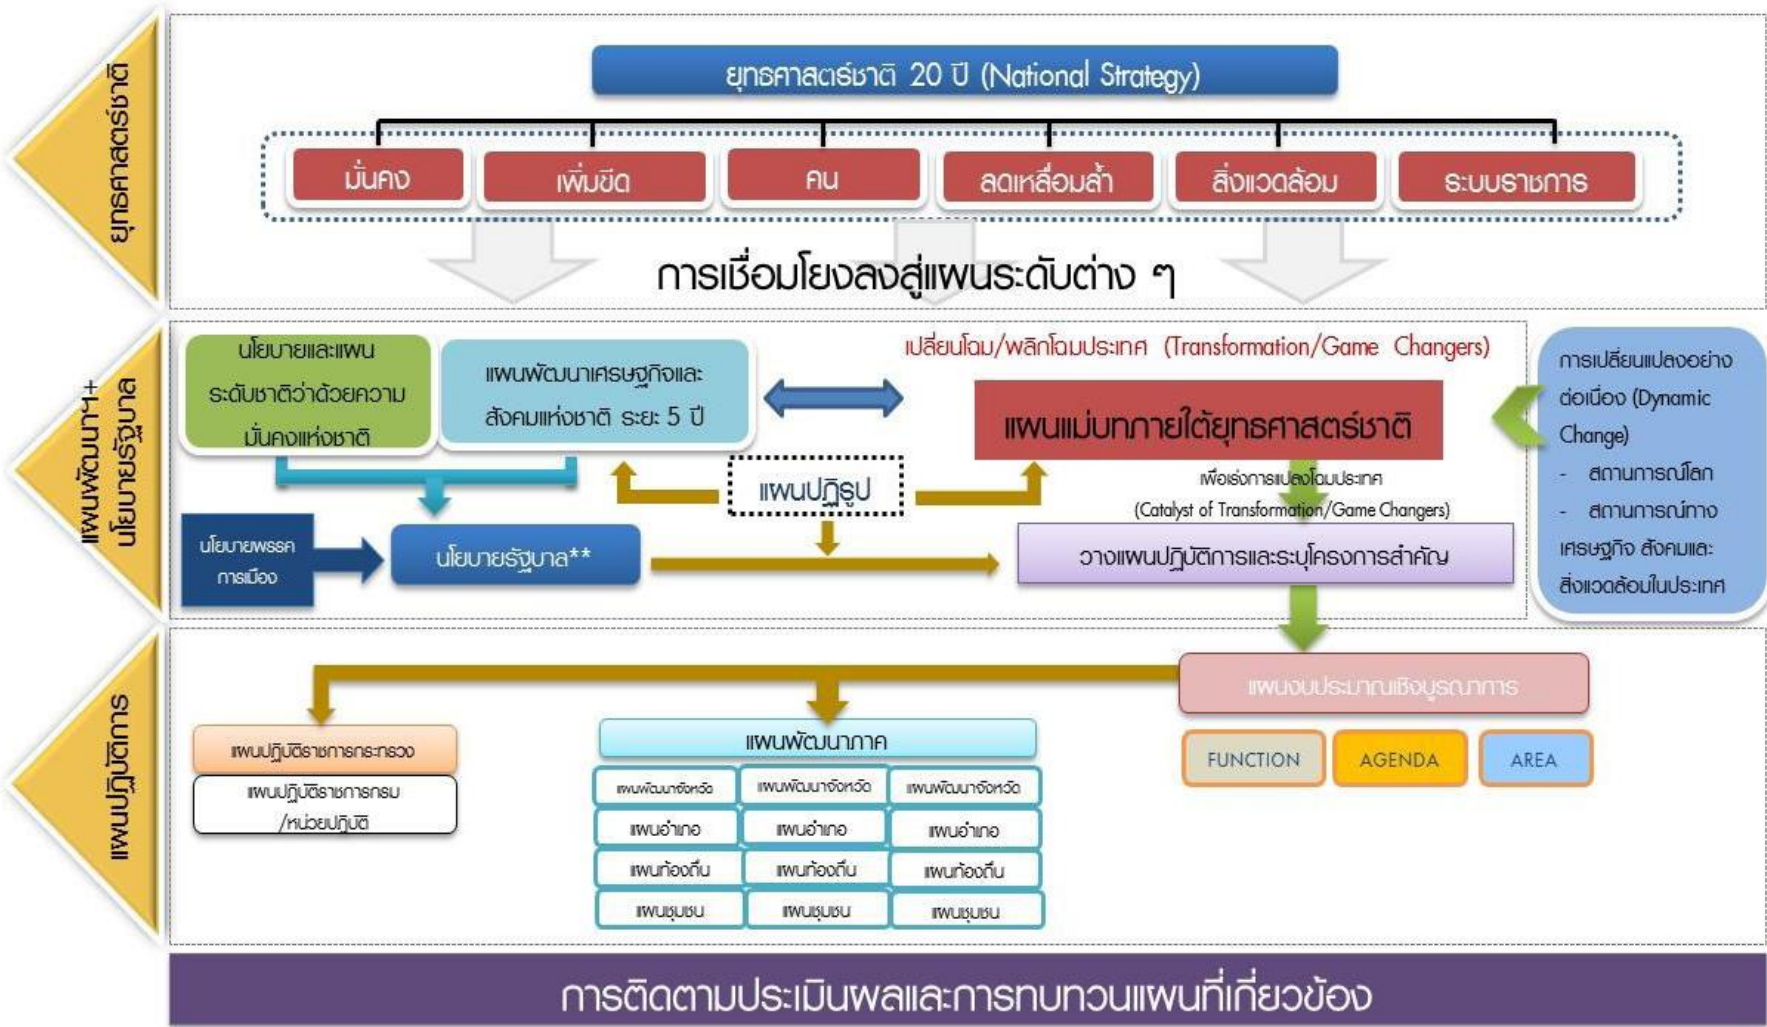 ยุทธศาสตร์ชาติ
ยุทธศาสตร์ชาติ 20 ปี (National Strategy)
มั่นคง
เพิ่มขีด
คน
ลดเหลื่อมล้ำ
สิ่งแวดล้อม
ระบบราชการ
การเชื่อมโยงลงสู่แผนระดับต่าง ๆ
แผนพัฒนาฯ+
นโยบายรัฐบาล
นโยบายและแผน
ระดับชาติว่าด้วยความ
มั่นคงแห่งชาติ
แผนพัฒนาเศรษฐกิจและ
สังคมแห่งชาติ ระยะ 5 ปี
เปลี่ยนโฉม/พลิกโฉมประเทศ (Transformation/Game Changers)
แผนแม่บทภายใต้ยุทธศาสตร์ชาติ
การเปลี่ยนแปลงอย่าง
ต่อเนื่อง (Dynamic
Change)
- สถานการณ์โลก
- สถานการณ์ทาง
เศรษฐกิจ สังคมและ
สิ่งแวดล้อมในประเทศ
แผนปฏิรูป
เพื่อเร่งการแปลงโฉมประเทศ
(Catalyst of Transformation/Game Changers)
นโยบายพรรค
การเมือง
นโยบายรัฐบาล**
วางแผนปฏิบัติการและระบุโครงการสำคัญ
แผนปฏิบัติการ
แผนงบประมาณเชิงบูรณาการ
FUNCTION
AGENDA
AREA
แผนปฏิบัติราชการกระทรวง
แผนปฏิบัติราชการกรม
/หน่วยปฏิบัติ
แผนพัฒนาภาค
แผนพัฒนาจังหวัด แผนพัฒนาจังหวัด แผนพัฒนาจังหวัด
แผนอำเภอ แผนอำเภอ แผนอำเภอ
แผนท้องถื่น แผนท้องถื่น แผนท้องถื่น
แผนชุมชน แผนชุมชน แผนชุมชน
การติดตามประเมินผลและการทบทวนแผนที่เกี่ยวข้อง